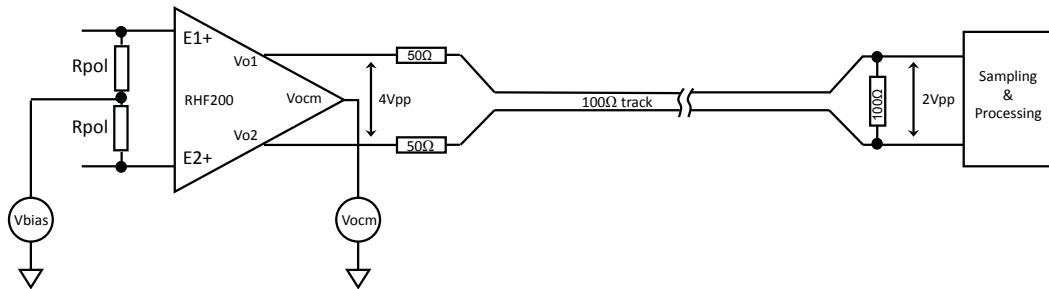 E1+
Vo1
50Ω
Rpol
RHF200
Vocm
4Vpp
100Ω track
100Ω
2Vpp
Sampling
&
Processing
Rpol
Vo2
50Ω
E2+
Vbias
Vocm